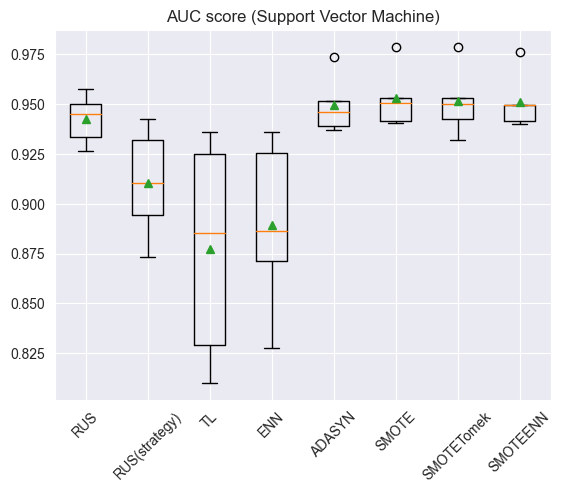 AUC score (Support Vector Machine)
0.975
0.950
0.925
0.900
0.875
0.850
0.825
RUS
RUS(strategy)
TL
ENN
ADASYN
SMOTE
SMOTETomek
SMOTEENN